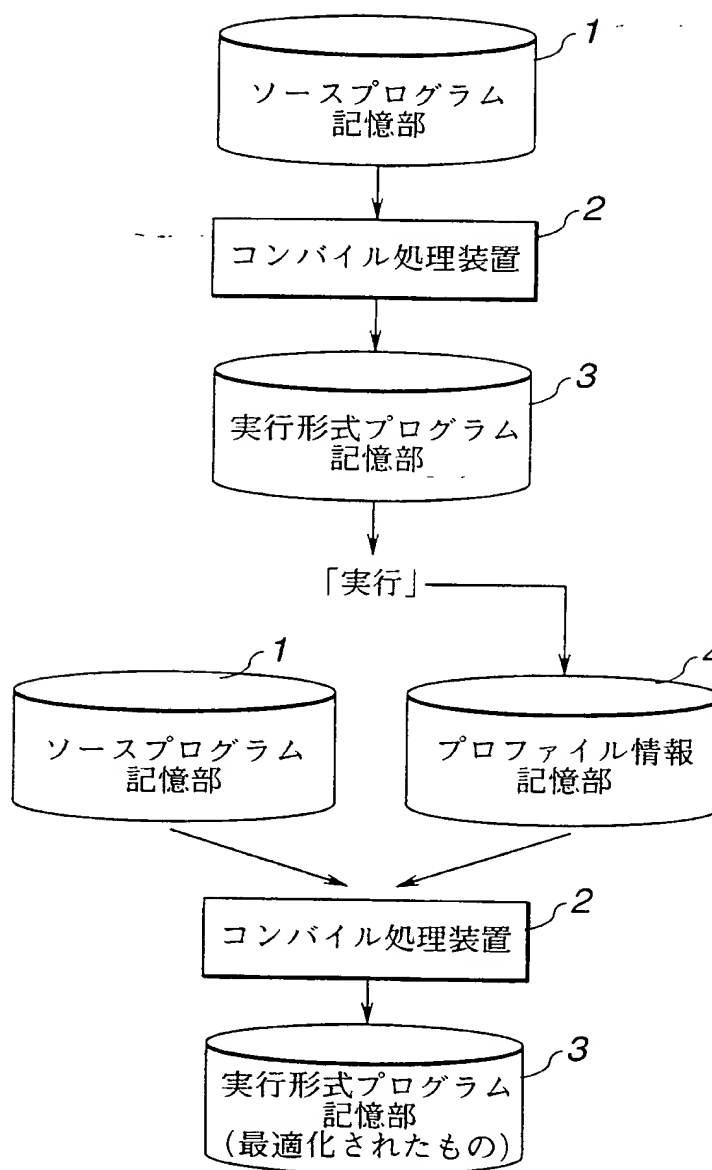 1
ソースプログラム
記憶部
2
コンバイル処理装置
3
実行形式プログラム
記憶部
「実行」
1
ソースプログラム
記憶部
4
プロファイル情報
記憶部
2
コンバイル処理装置
3
実行形式プログラム
記憶部
(最適化されたもの)